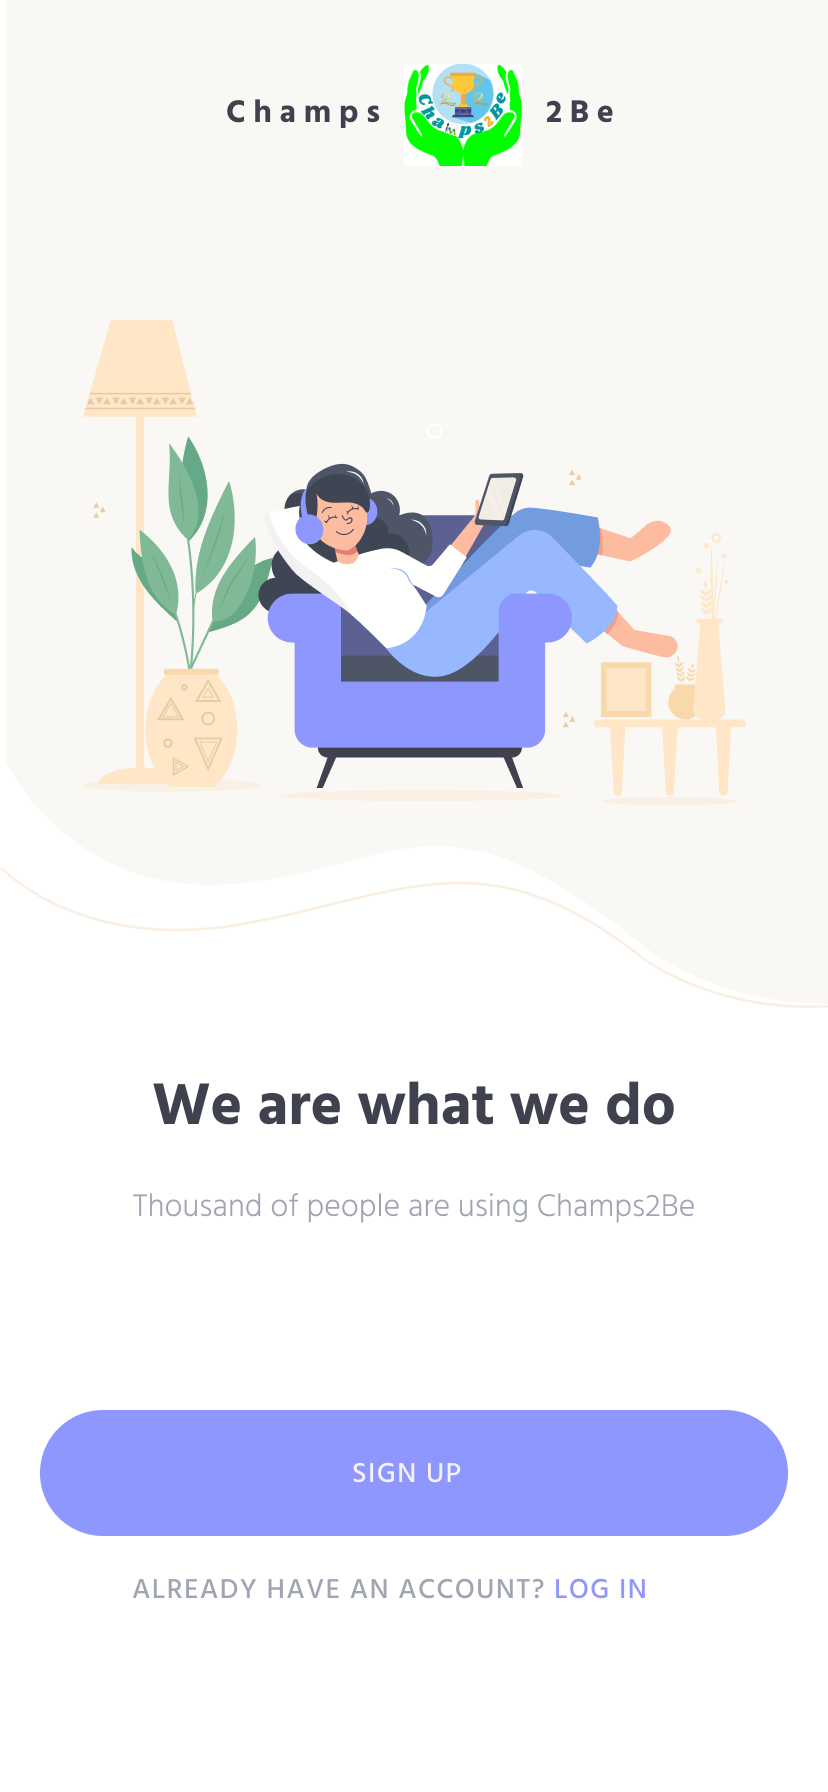 Champs 2Be
Champs2Be
We are what we do
Thousand of people are using Champs2Be
SIGN UP
ALREADY HAVE AN ACCOUNT? LOG IN